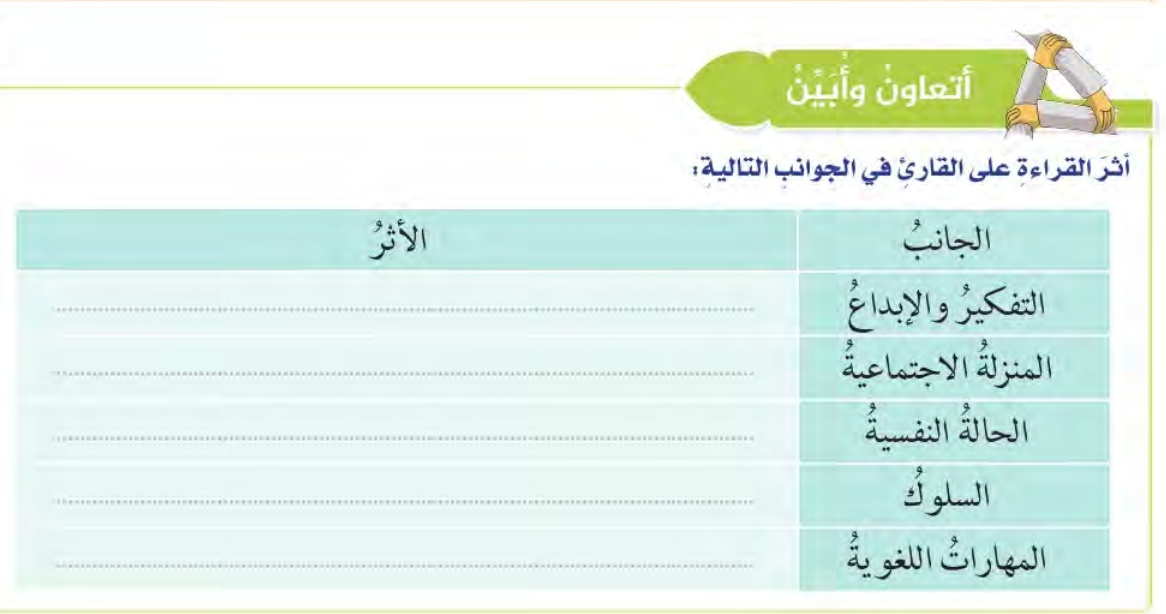 أتعاونُ وأُبَيِّنُ
أثرَ القراءةِ على القارئِ في الجوانبِ التاليةِ:
الجانبُ الأثرُ
التفكيرُ والإبداعُ ........................
المنزلةُ الاجتماعيةُ ........................
الحالةُ النفسيةُ ........................
السلوكُ ........................
المهاراتُ اللغويةُ ........................